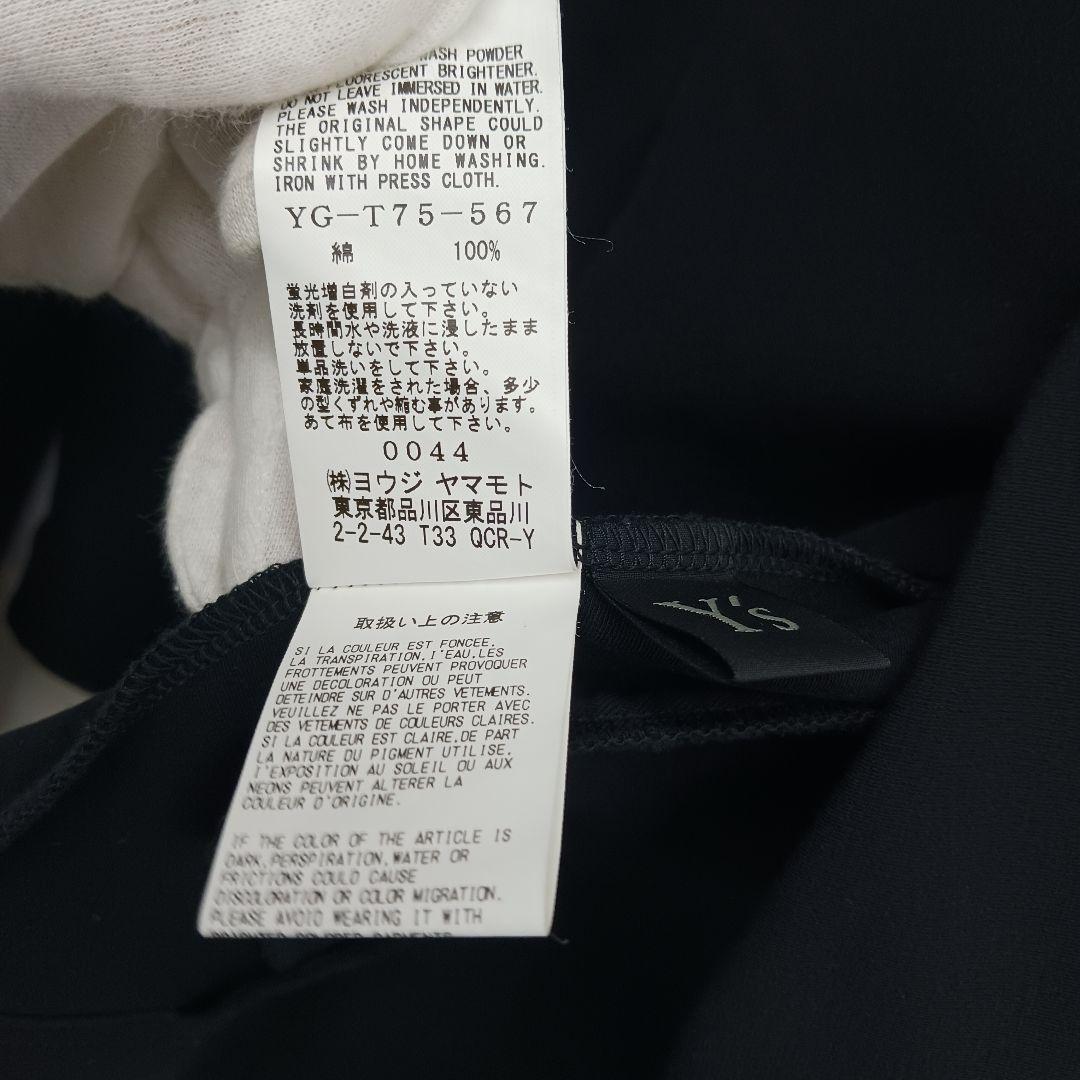 WASH POWDER
FLUORESCENT BRIGHTENER.
DO NOT LEAVE IMMERSED IN WATER.
PLEASE WASH INDEPENDENTLY.
THE ORIGINAL SHAPE COULD
SLIGHTLY COME DOWN OR
SHRINK BY HOME WASHING.
IRON WITH PRESS CLOTH.
YG-T75-567
綿 100%
蛍光増白剤の入っていない
洗剤を使用して下さい。
長時間水や洗液に浸したまま
放置しないで下さい。
単品洗いをして下さい。
家庭洗濯をされた場合、多少
の型くずれや縮む事があります。
あて布を使用して下さい。
0044
㈱ヨウジ ヤマモト
東京都品川区東品川
2-2-43 T33 QCR-Y
Y's
取扱い上の注意
SI LA COULEUR EST FONCEE,
LA TRANSPIRATION,I'EAU,LES
FROTTEMENTS PEUVENT PROVOQUER
UNE DECOLORATION OU PEUT
DETEINDRE SUR D'AUTRES VETEMENTS.
VEUILLEZ NE PAS LE PORTER AVEC
DES VETEMENTS DE COULEURS CLAIRES.
SI LA COULEUR EST CLAIRE,DE PART
LA NATURE DU PIGMENT UTILISE,
I'EXPOSITION AU SOLEIL OU AUX
NEONS PEUVENT ALTERER LA
COULEUR D'ORIGINE.
IF THE COLOR OF THE ARTICLE IS
DARK,PERSPIRATION,WATER OR
FRICTIONS COULD CAUSE
DISCOLORATION OR COLOR MIGRATION.
PLEASE AVOID WEARING IT WITH